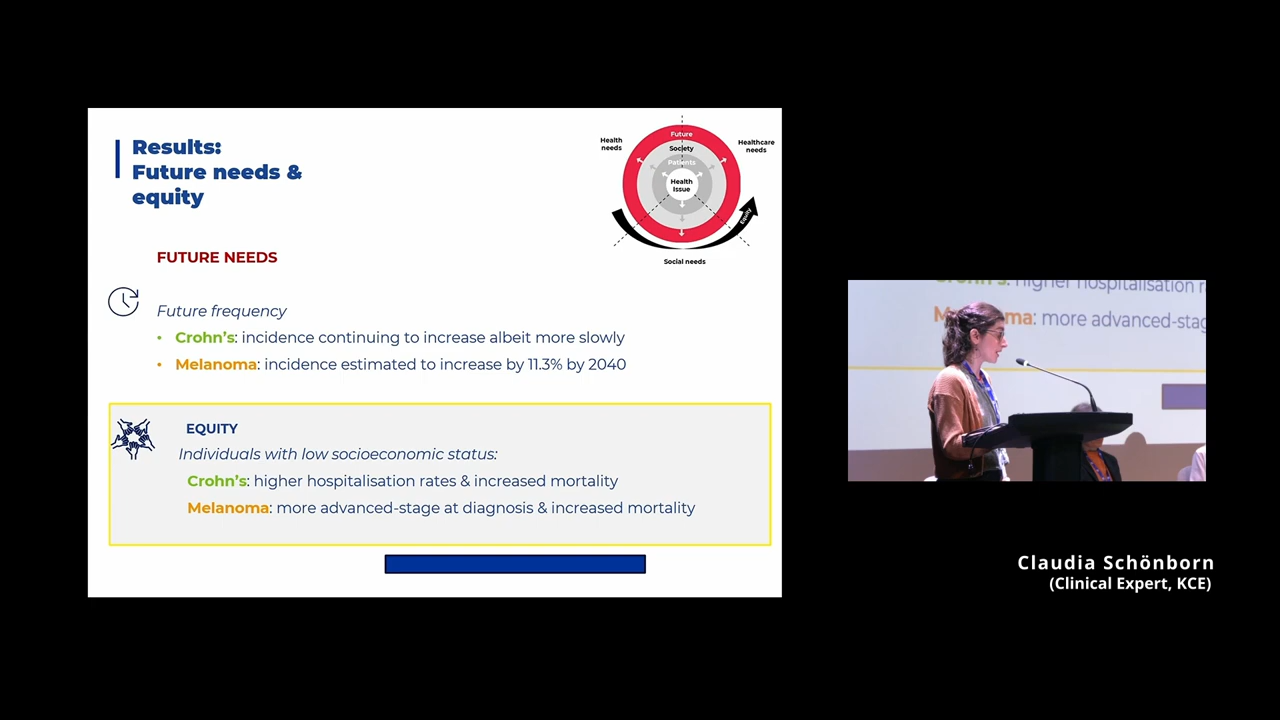 Results:
Future needs &
equity
Health
needs
Future
Society
Patients
Health
Issue
Healthcare
needs
Equity
Social needs
FUTURE NEEDS
Future frequency
• Crohn's: incidence continuing to increase albeit more slowly
• Melanoma: incidence estimated to increase by 11.3% by 2040
EQUITY
Individuals with low socioeconomic status:
Crohn's: higher hospitalisation rates & increased mortality
Melanoma: more advanced-stage at diagnosis & increased mortality
Crohn's: higher hospitalisation
ma: more advanced-stag
Claudia Schönborn
(Clinical Expert, KCE)